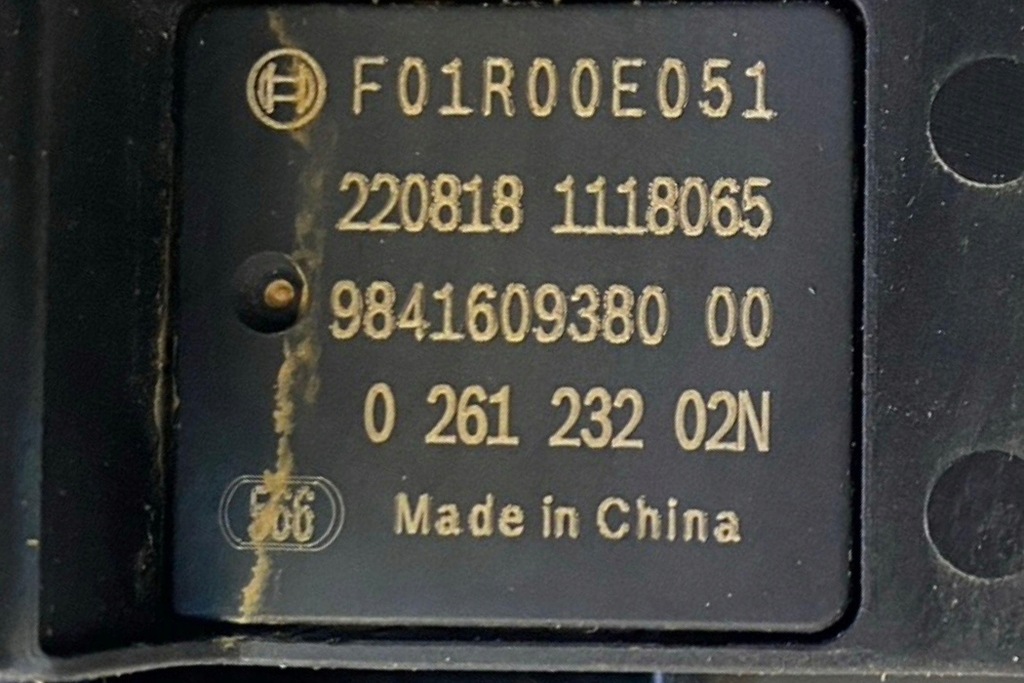 F01R00E051
220818 1118065
9841609380 00
0 261 232 02N
566 Made in China